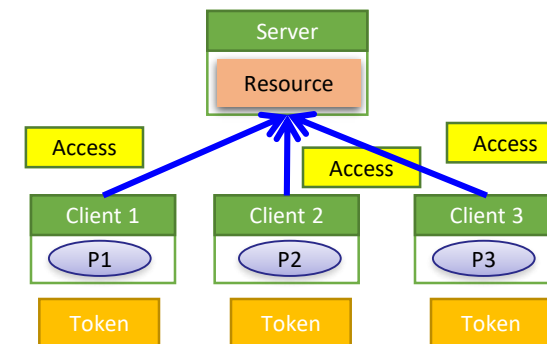 Server
Resource
Access
Access
Access
Client 1
Client 2
Client 3
P1
P2
P3
Token
Token
Token